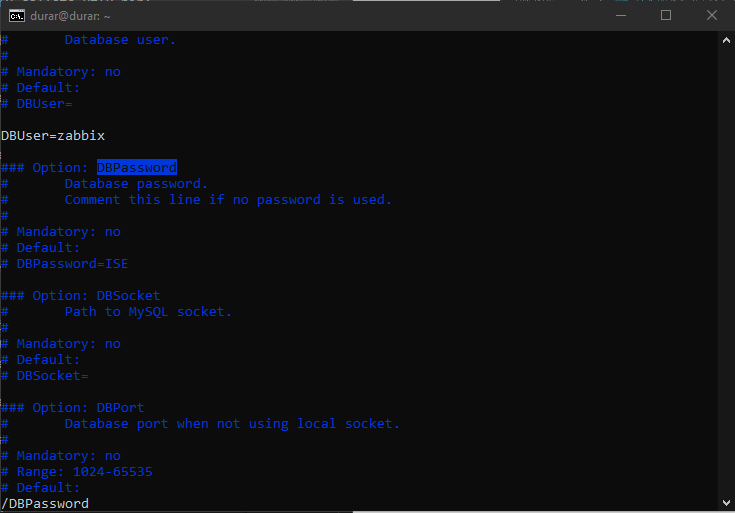 durar@durar: ~
#       Database user.
#
# Mandatory: no
# Default:
# DBUser=
DBUser=zabbix
### Option: DBPassword
#       Database password.
#       Comment this line if no password is used.
#
# Mandatory: no
# Default:
# DBPassword=ISE
### Option: DBSocket
#       Path to MySQL socket.
#
# Mandatory: no
# Default:
# DBSocket=
### Option: DBPort
#       Database port when not using local socket.
#
# Mandatory: no
# Range: 1024-65535
# Default:
/DBPassword